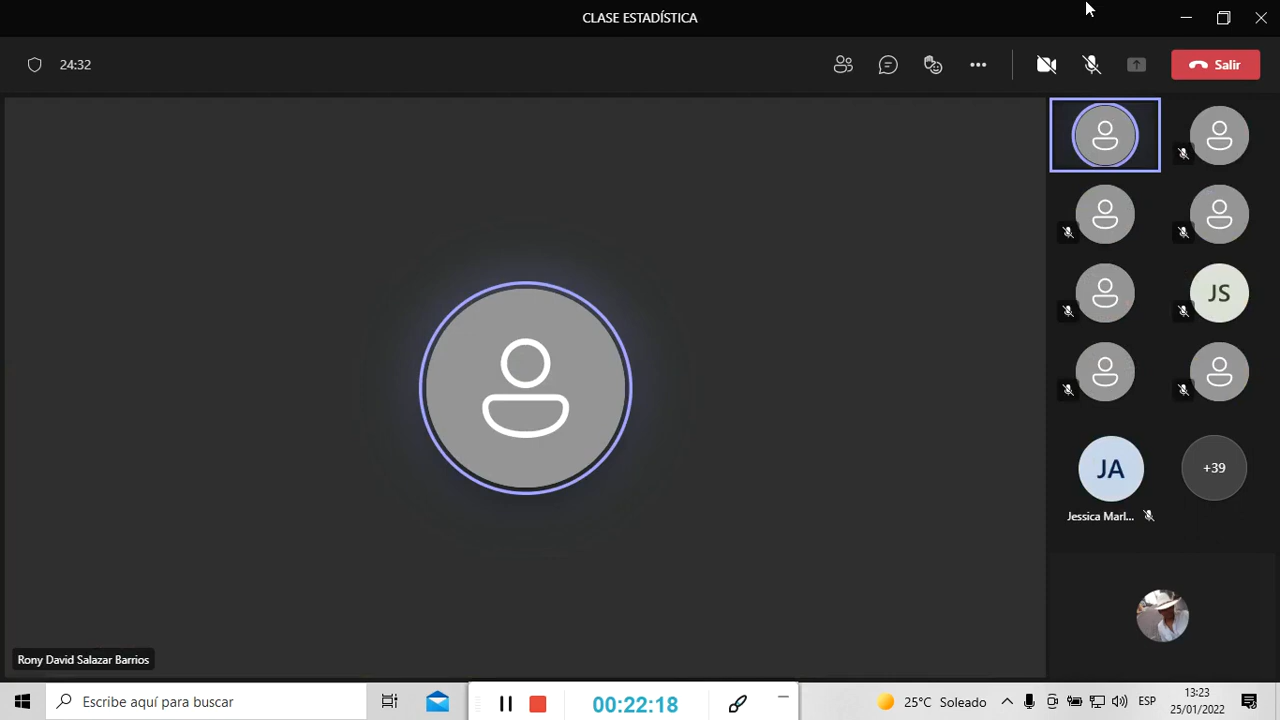 CLASE ESTADÍSTICA
24:32
Salir
JS
JA
+39
Jessica Marl...
Rony David Salazar Barrios
Escribe aquí para buscar
00:22:18
25°C Soleado
ESP
13:23
25/01/2022